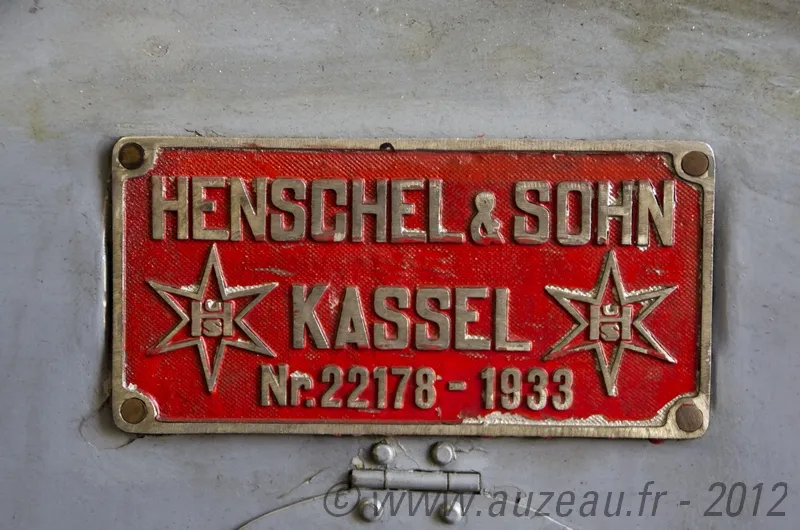 HENSCHEL & SOHN
KASSEL
Nr. 22178 - 1933
© www.auzeau.fr - 2012